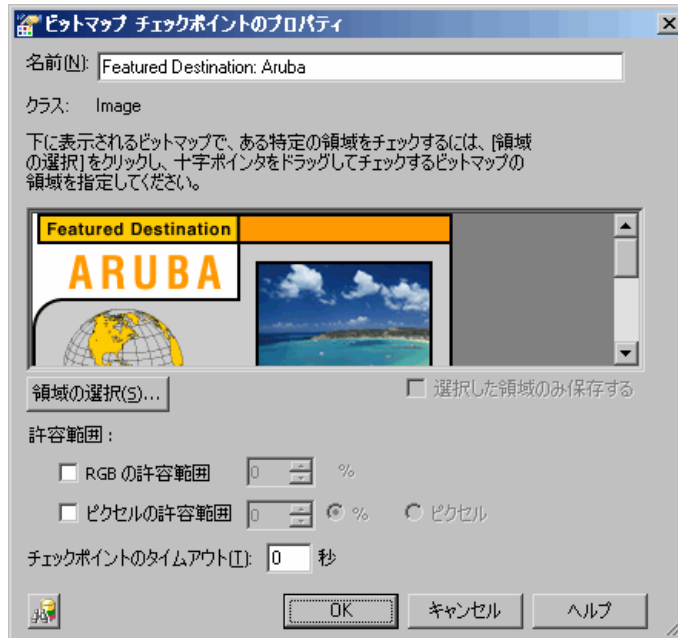 ビットマップ チェックポイントのプロパティ
名前(N): Featured Destination: Aruba
クラス: Image
下に表示されるビットマップで、ある特定の領域をチェックするには、[領域
の選択]をクリックし、十字ポインタをドラッグしてチェックするビットマップの
領域を指定してください。
Featured Destination
ARUBA
領域の選択(S)... 選択した領域のみ保存する
許容範囲:
RGB の許容範囲 0 %
ピクセルの許容範囲 0 % ピクセル
チェックポイントのタイムアウト(T): 0 秒
OK キャンセル ヘルプ